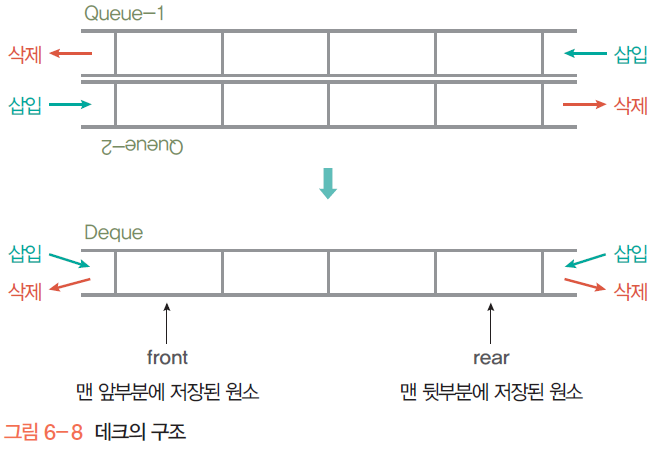 Queue-1
삭제 삽입
삽입 삭제
Queue-2
Deque
삽입 삽입
삭제 삭제
front rear
맨 앞부분에 저장된 원소 맨 뒷부분에 저장된 원소
그림 6-8 데크의 구조